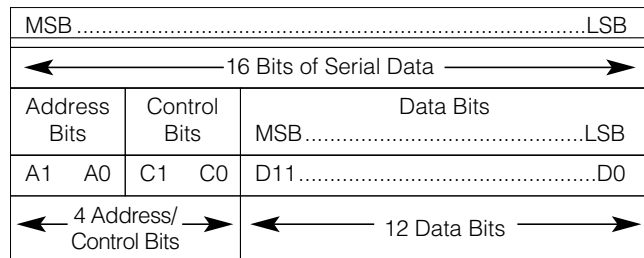 MSB......................................................................................LSB
16 Bits of Serial Data
Address Bits
Control Bits
Data Bits
MSB....................................................LSB
A1 A0 C1 C0 D11....................................................D0
4 Address/
Control Bits
12 Data Bits